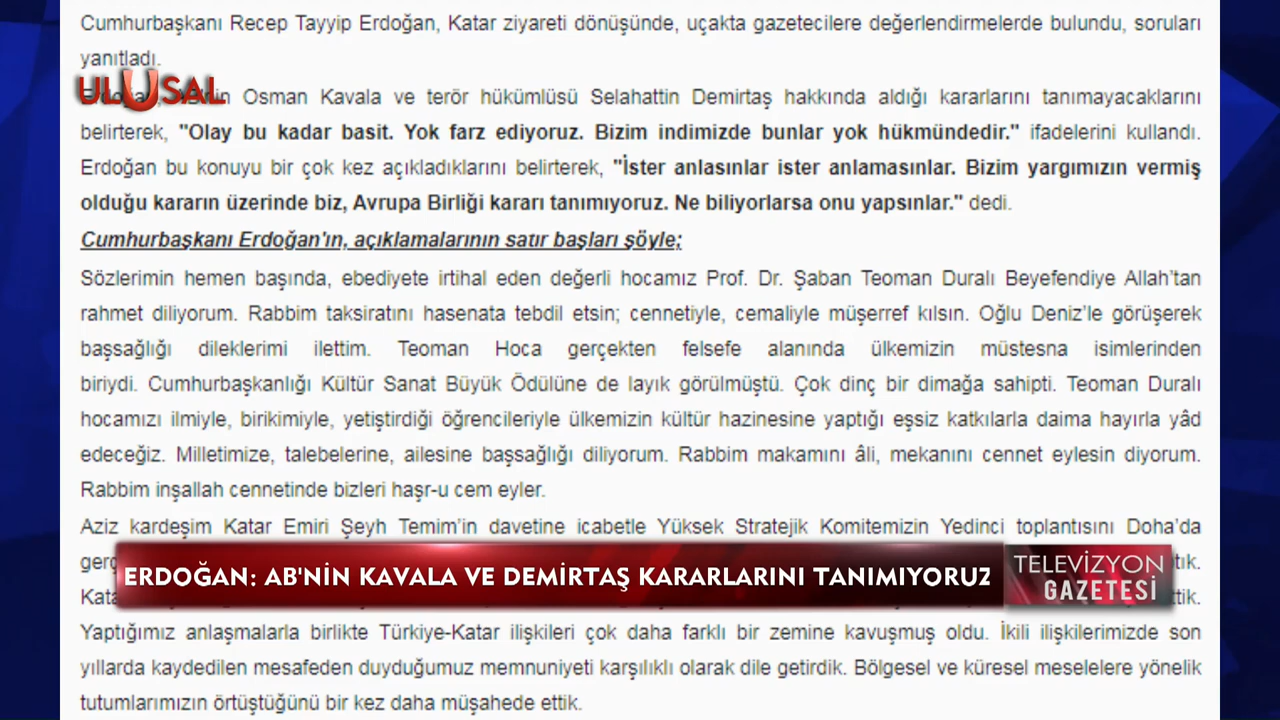 Cumhurbaşkanı Recep Tayyip Erdoğan, Katar ziyareti dönüşünde, uçakta gazetecilere değerlendirmelerde bulundu, soruları
yanıtladı.
ULUSAL
Erdoğan, AB'nin Osman Kavala ve terör hükümlüsü Selahattin Demirtaş hakkında aldığı kararlarını tanımayacaklarını
belirterek, "Olay bu kadar basit. Yok farz ediyoruz. Bizim indimizde bunlar yok hükmündedir." ifadelerini kullandı.
Erdoğan bu konuyu bir çok kez açıkladıklarını belirterek, "İster anlasınlar ister anlamasınlar. Bizim yargımızın vermiş
olduğu kararın üzerinde biz, Avrupa Birliği kararı tanımıyoruz. Ne biliyorlarsa onu yapsınlar." dedi.
Cumhurbaşkanı Erdoğan'ın, açıklamalarının satır başları şöyle;
Sözlerimin hemen başında, ebediyete irtihal eden değerli hocamız Prof. Dr. Şaban Teoman Duralı Beyefendiye Allah’tan
rahmet diliyorum. Rabbim taksiratını hasenata tebdil etsin; cennetiyle, cemaliyle müşerref kılsın. Oğlu Deniz’le görüşerek
başsağlığı dileklerimi ilettim. Teoman Hoca gerçekten felsefe alanında ülkemizin müstesna isimlerinden
biriydi. Cumhurbaşkanlığı Kültür Sanat Büyük Ödülüne de layık görülmüştü. Çok dinç bir dimağa sahipti. Teoman Duralı
hocamızı ilmiyle, birikimiyle, yetiştirdiği öğrencileriyle ülkemizin kültür hazinesine yaptığı eşsiz katkılarla daima hayırla yâd
edeceğiz. Milletimize, talebelerine, ailesine başsağlığı diliyorum. Rabbim makamını âli, mekanını cennet eylesin diyorum.
Rabbim inşallah cennetinde bizleri haşr-u cem eyler.
Aziz kardeşim Katar Emiri Şeyh Temim’in davetine icabetle Yüksek Stratejik Komitemizin Yedinci toplantısını Doha’da
ERDOĞAN: AB'NİN KAVALA VE DEMİRTAŞ KARARLARINI TANIMIYORUZ
TELEVİZYON
GAZETESİ
Yaptığımız anlaşmalarla birlikte Türkiye-Katar ilişkileri çok daha farklı bir zemine kavuşmuş oldu. İkili ilişkilerimizde son
yıllarda kaydedilen mesafeden duyduğumuz memnuniyeti karşılıklı olarak dile getirdik. Bölgesel ve küresel meselelere yönelik
tutumlarımızın örtüştüğünü bir kez daha müşahede ettik.